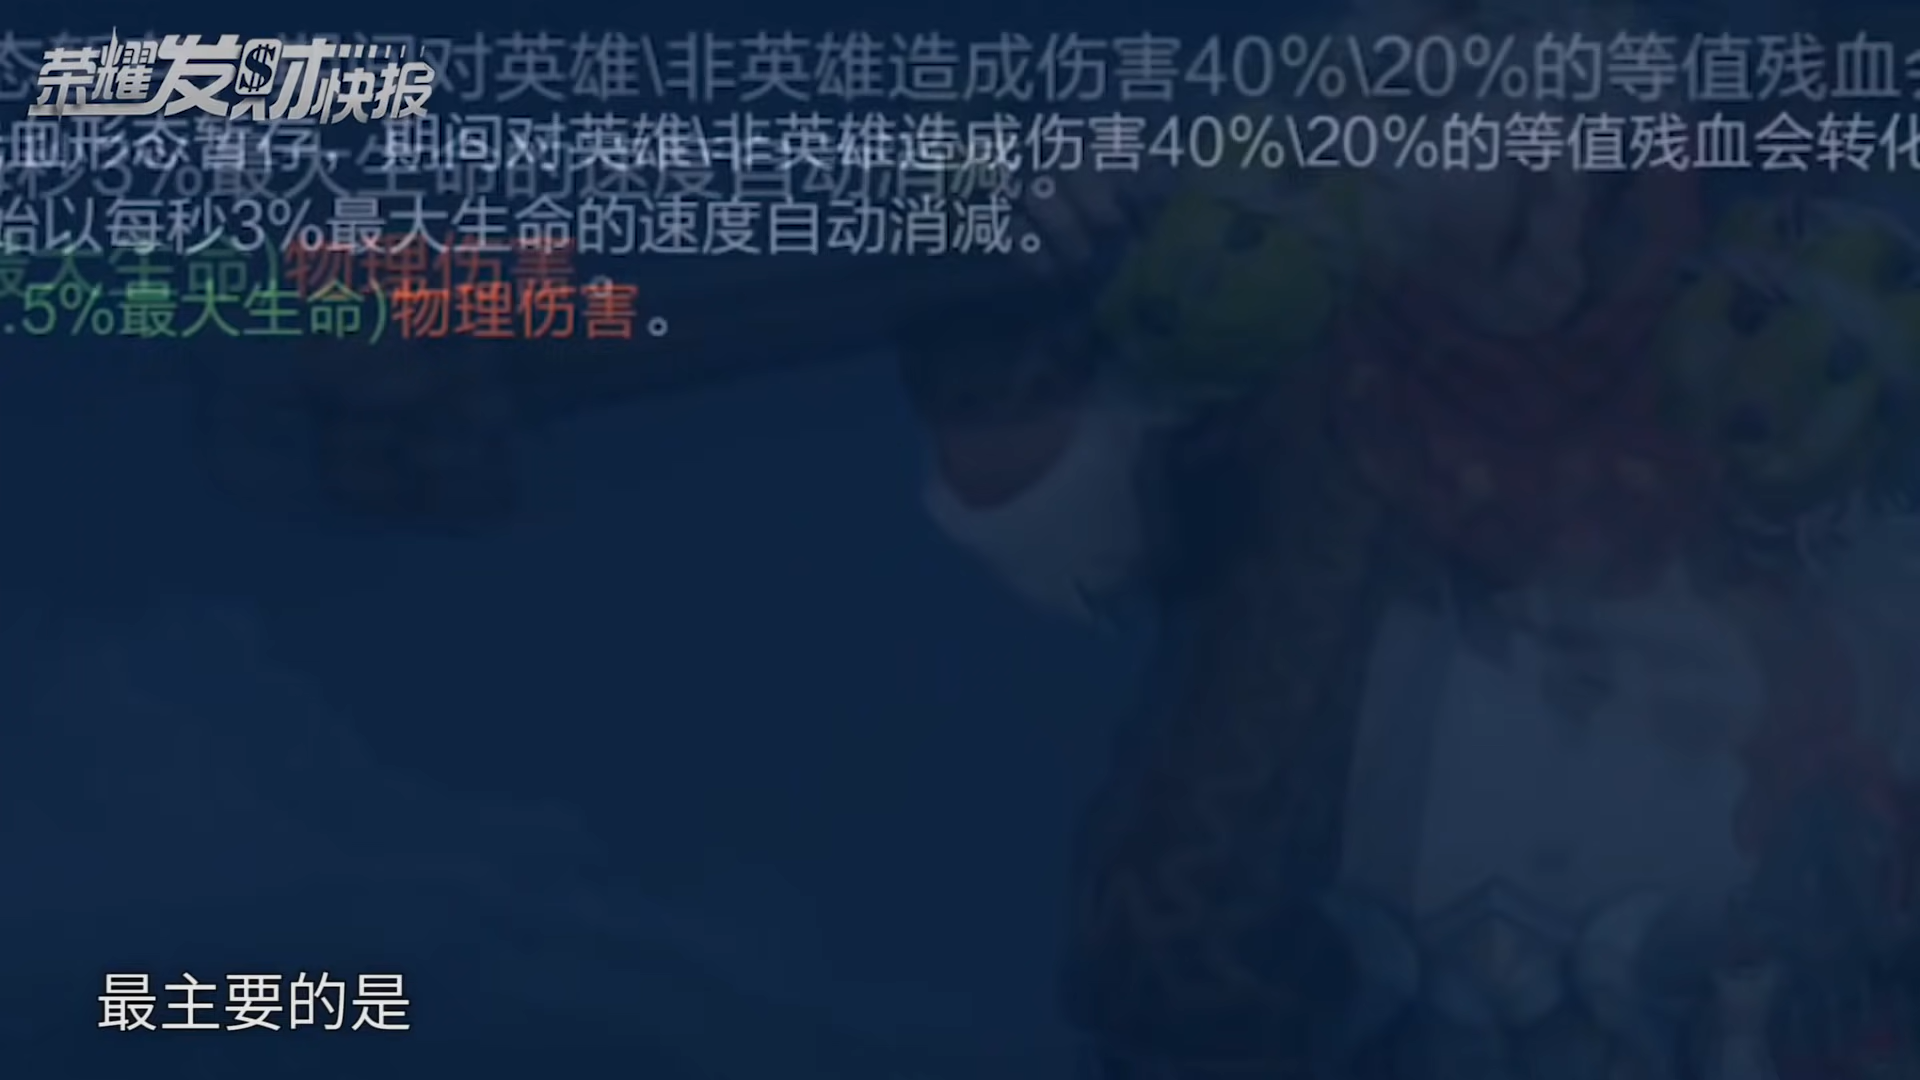 荣耀发财快报
对英雄\非英雄造成伤害40%\20%的等值残血
血形态暂存，期间对英雄\非英雄造成伤害40%\20%的等值残血会转化
每秒3%最大生命的速度自动消减。
始以每秒3%最大生命的速度自动消减。
最大生命)物理伤害。
.5%最大生命)物理伤害。
最主要的是